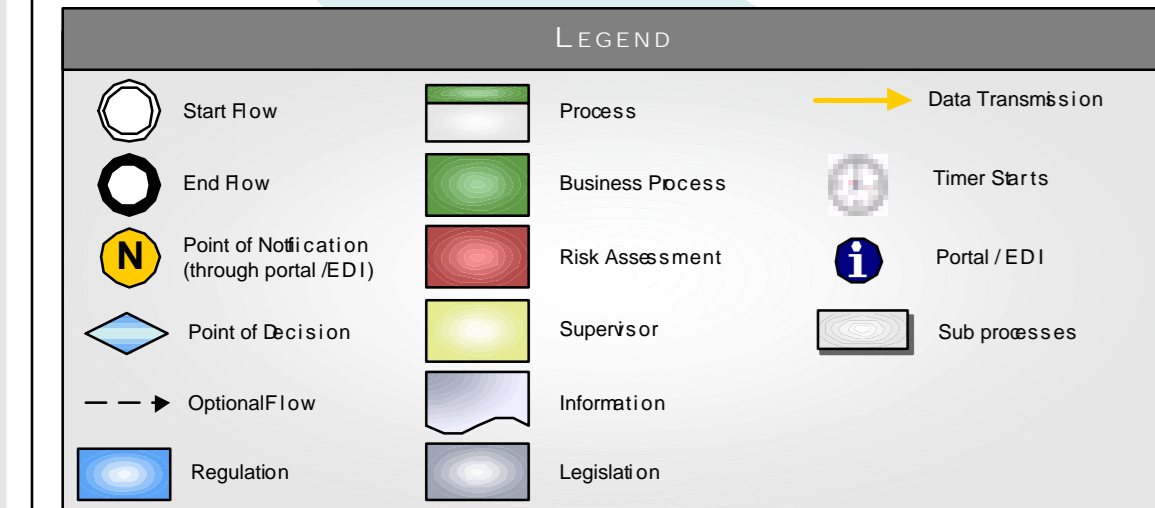 LEGEND
Start Flow
End Flow
N
Point of Notification
(through portal /EDI)
Point of Decision
Optional Flow
Regulation
Process
Business Process
Risk Assessment
Supervisor
Information
Legislation
Data Transmission
Timer Starts
i
Portal / EDI
Sub processes